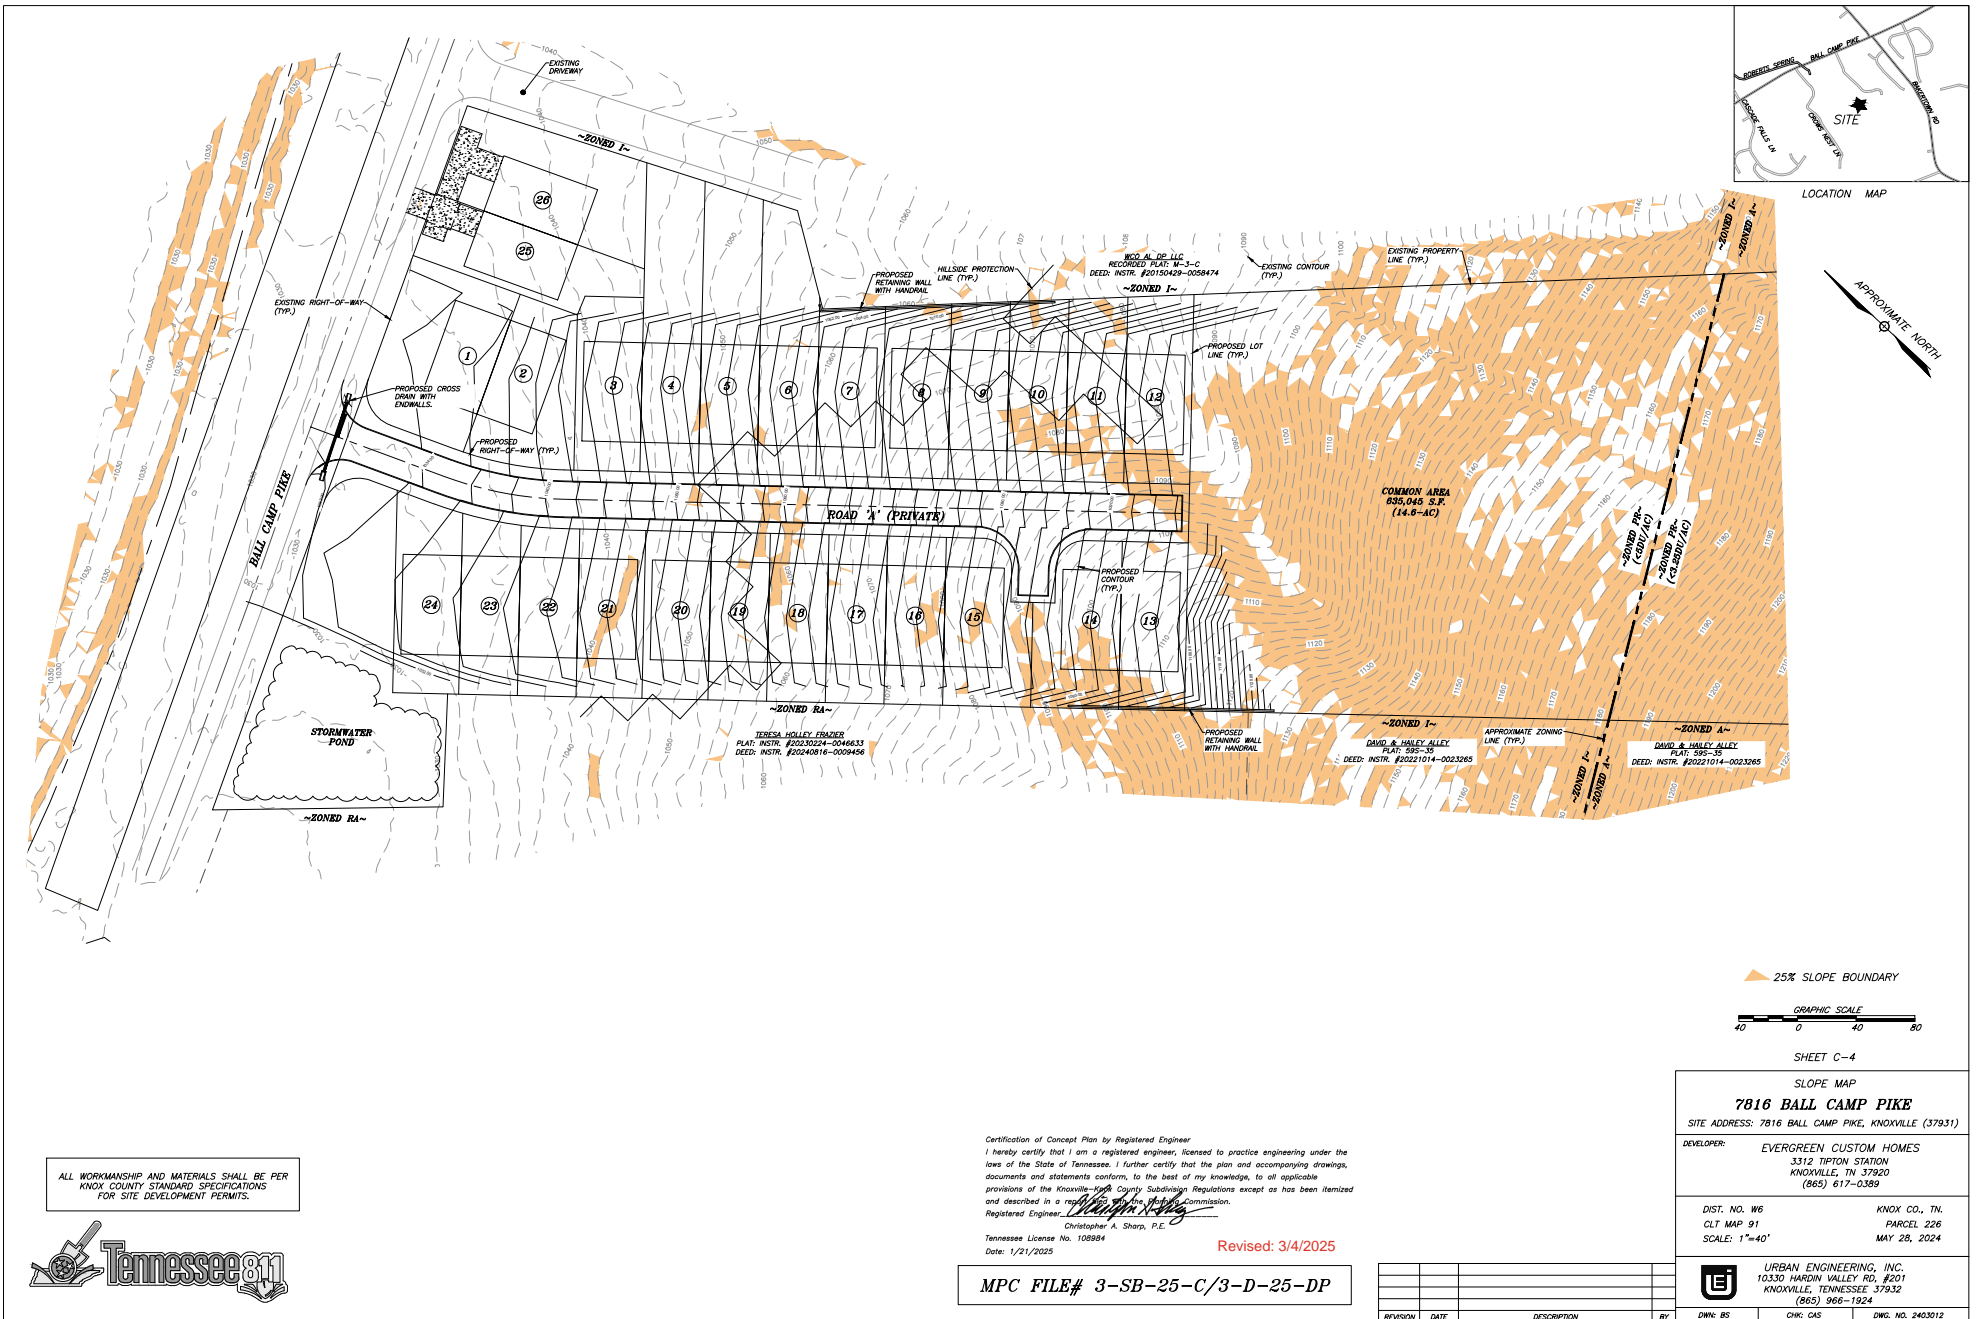 BALL CAMP PIKE
ROBERTS SPRING
CASCADE FALLS LN
CROWS NEST LN
BAKERTOWN RD
SITE
LOCATION MAP
APPROXIMATE NORTH
EXISTING
DRIVEWAY
~ZONED I~
EXISTING RIGHT-OF-WAY
(TYP.)
PROPOSED CROSS
DRAIN WITH
ENDWALLS.
PROPOSED
RIGHT-OF-WAY (TYP.)
PROPOSED
RETAINING WALL
WITH HANDRAIL
HILLSIDE PROTECTION
LINE (TYP.)
WCO AL DP LLC
RECORDED PLAT: M-3-C
DEED: INSTR. #20150429-0058474
~ZONED I~
EXISTING CONTOUR
(TYP.)
EXISTING PROPERTY
LINE (TYP.)
~ZONED I~
~ZONED A~
PROPOSED LOT
LINE (TYP.)
26
25
1
2
3
4
5
6
7
8
9
10
11
12
BALL CAMP PIKE
ROAD 'A' (PRIVATE)
COMMON AREA
635,045 S.F.
(14.6-AC)
~ZONED PR~
(<5DU/AC)
~ZONED PR~
(<3.25DU/AC)
PROPOSED
CONTOUR
(TYP.)
24
23
22
21
20
19
18
17
16
15
14
13
STORMWATER
POND
~ZONED RA~
~ZONED RA~
TERESA HOLLEY FRAZIER
PLAT: INSTR. #20230224-0046633
DEED: INSTR. #20240816-0009456
PROPOSED
RETAINING WALL
WITH HANDRAIL
~ZONED I~
DAVID & HAILEY ALLEY
PLAT: 59S-35
DEED: INSTR. #20221014-0023265
APPROXIMATE ZONING
LINE (TYP.)
~ZONED I~
~ZONED A~
~ZONED A~
DAVID & HAILEY ALLEY
PLAT: 59S-35
DEED: INSTR. #20221014-0023265
25% SLOPE BOUNDARY
GRAPHIC SCALE
40 0 40 80
SHEET C-4
SLOPE MAP
7816 BALL CAMP PIKE
SITE ADDRESS: 7816 BALL CAMP PIKE, KNOXVILLE (37931)
DEVELOPER:
EVERGREEN CUSTOM HOMES
3312 TIPTON STATION
KNOXVILLE, TN 37920
(865) 617-0389
DIST. NO. W6 KNOX CO., TN.
CLT MAP 91 PARCEL 226
SCALE: 1"=40' MAY 28, 2024
URBAN ENGINEERING, INC.
10330 HARDIN VALLEY RD, #201
KNOXVILLE, TENNESSEE 37932
(865) 966-1924
DWN: BS CHK: CAS DWG. NO. 2403012
REVISION DATE DESCRIPTION BY
Certification of Concept Plan by Registered Engineer
I hereby certify that I am a registered engineer, licensed to practice engineering under the
laws of the State of Tennessee. I further certify that the plan and accompanying drawings,
documents and statements conform, to the best of my knowledge, to all applicable
provisions of the Knoxville-Knox County Subdivision Regulations except as has been itemized
and described in a report filed with the Planning Commission.
Registered Engineer
Christopher A. Sharp, P.E.
Tennessee License No. 108984
Date: 1/21/2025
Revised: 3/4/2025
MPC FILE# 3-SB-25-C/3-D-25-DP
ALL WORKMANSHIP AND MATERIALS SHALL BE PER
KNOX COUNTY STANDARD SPECIFICATIONS
FOR SITE DEVELOPMENT PERMITS.
Tennessee 811